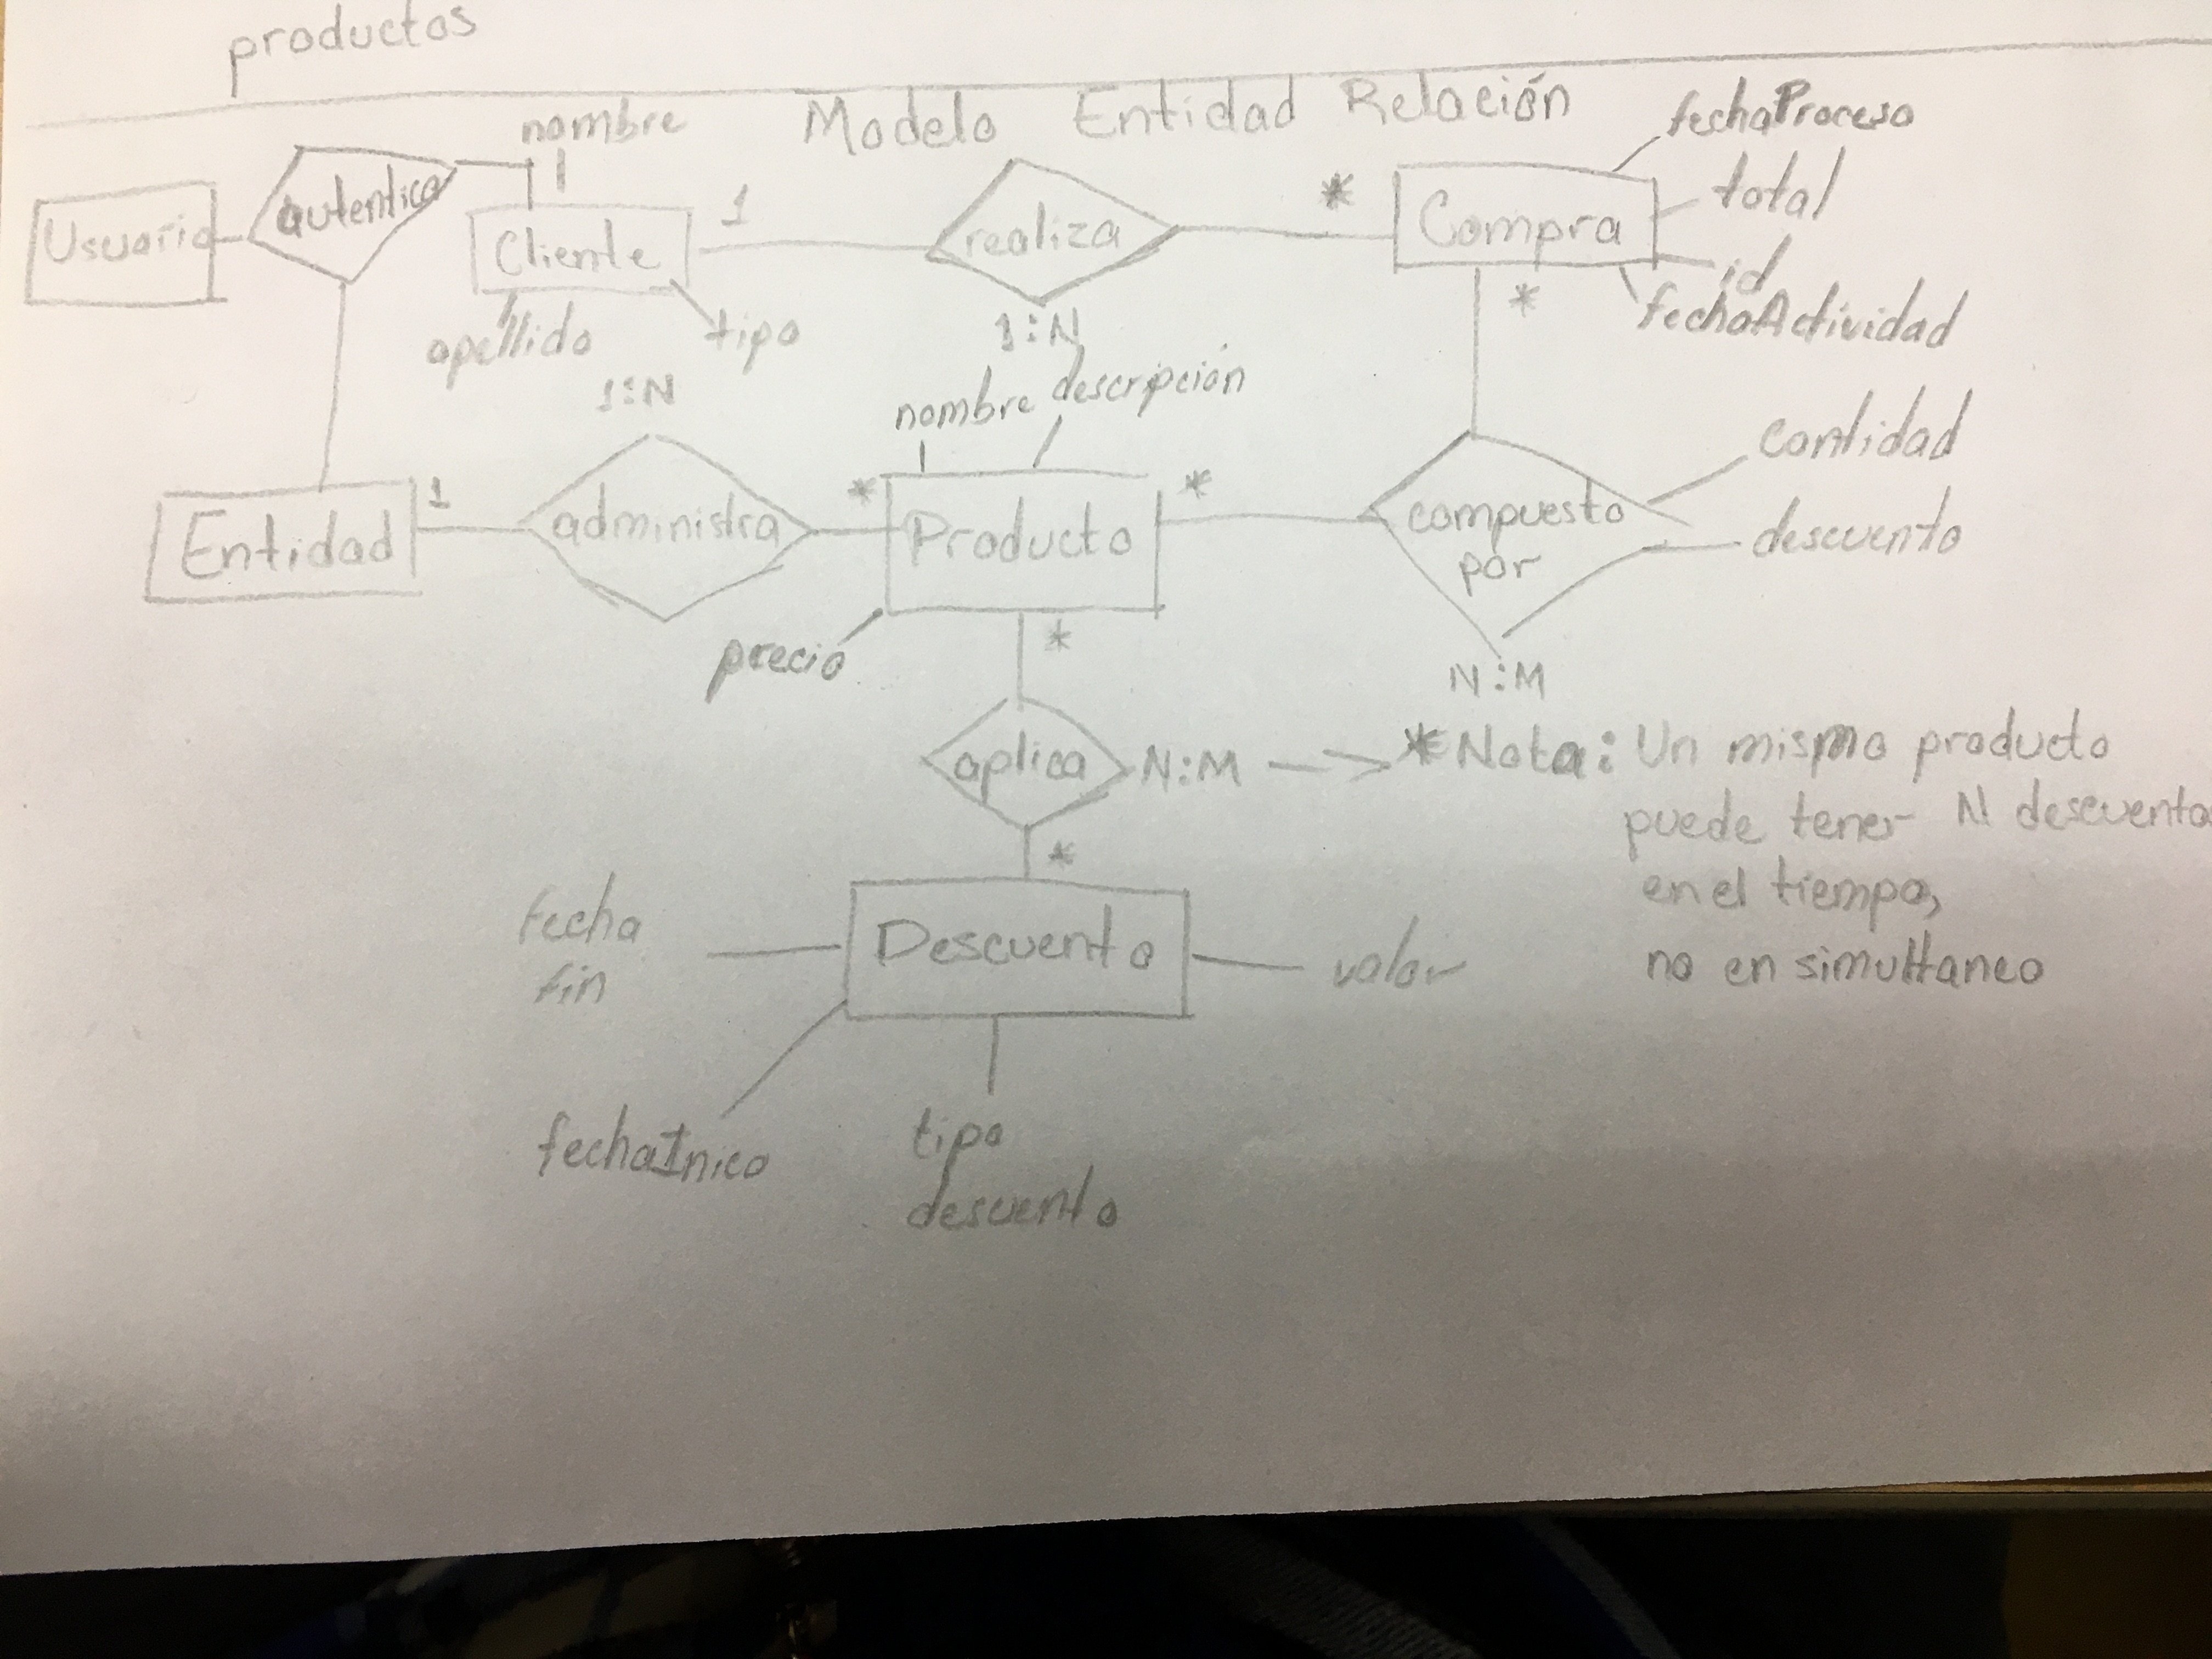 productos
Modelo Entidad Relación
nombre
fechaProceso
total
id
fechaActividad
Usuario
autentica
Cliente
1
realiza
*
Compra
apellido
tipo
1:N
*
1:N
nombre descripción
cantidad
descuento
Entidad
1
administra
*
Producto
*
compuesto
por
N:M
precio
*
aplica
N:M
*Nota: Un mismo producto
puede tener N descuento
en el tiempo,
no en simultaneo
*
fecha
fin
Descuento
valor
fechaInico
tipo
descuento